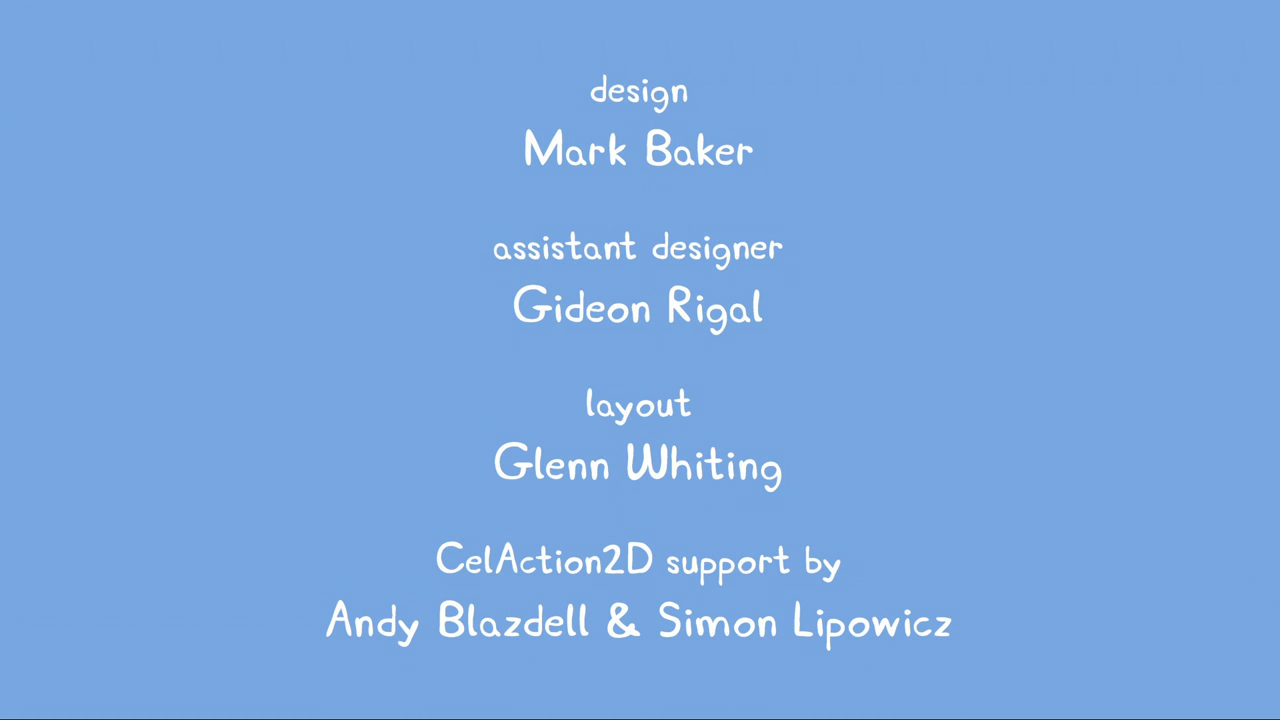 design
Mark Baker
assistant designer
Gideon Rigal
layout
Glenn Whiting
CelAction2D support by
Andy Blazdell & Simon Lipowicz